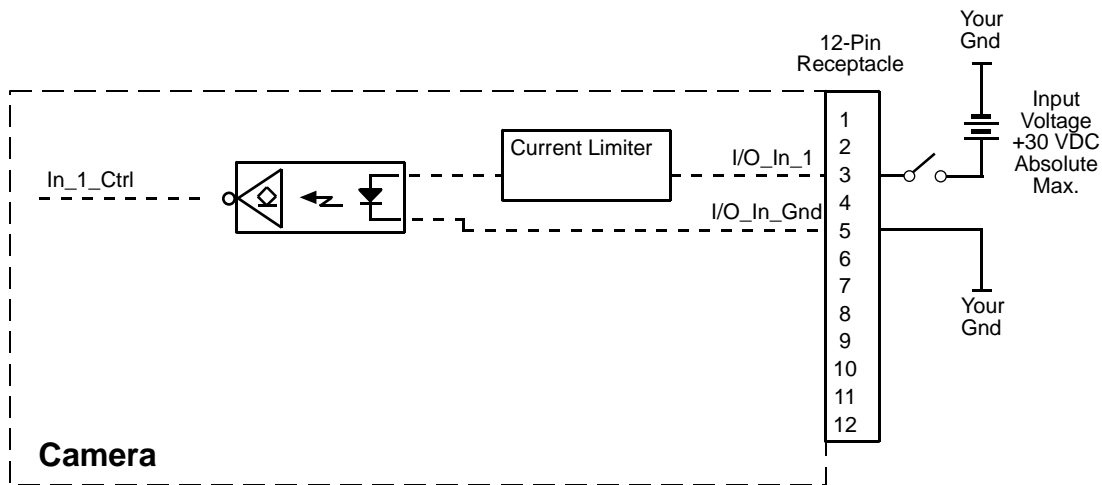 Your
Gnd
12-Pin
Receptacle
Input
Voltage
+30 VDC
Absolute
Max.
1
2
3
4
5
6
7
8
9
10
11
12
Current Limiter
I/O_In_1
In_1_Ctrl
I/O_In_Gnd
Your
Gnd
Camera